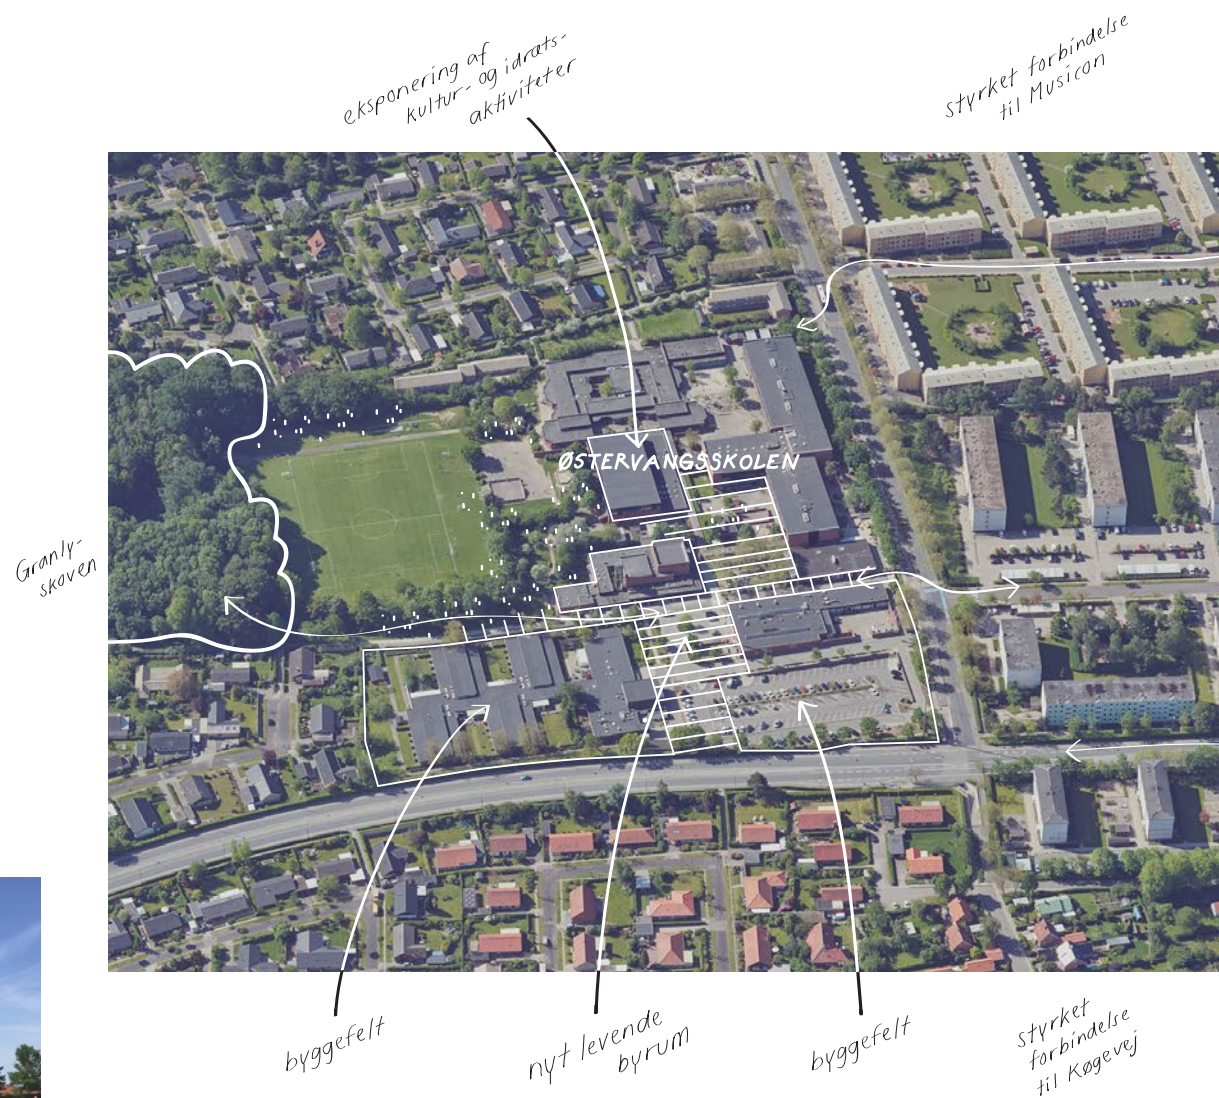 eksponering af
kultur- og idræts-
aktiviteter
styrket forbindelse
til Musicon
ØSTERVANGSSKOLEN
Granly-
skoven
byggefelt
nyt levende
byrum
byggefelt
styrket
forbindelse
til Køgevej